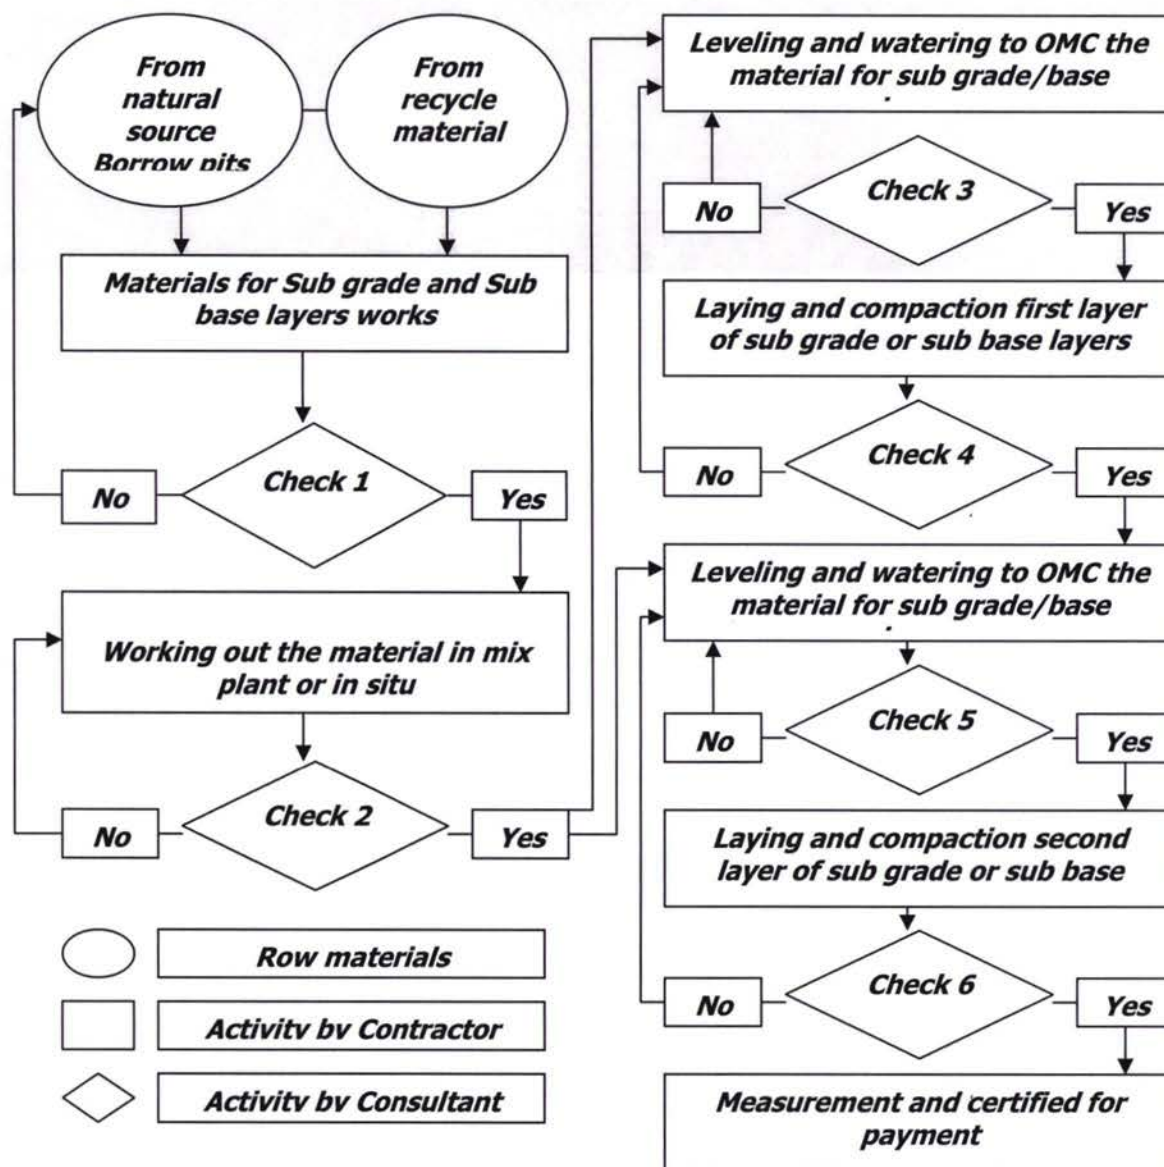 From
natural
source
Borrow pits
From
recycle
material
Materials for Sub grade and Sub
base layers works
Check 1
No
Yes
Working out the material in mix
plant or in situ
Check 2
No
Yes
Row materials
Activity by Contractor
Activity by Consultant
Leveling and watering to OMC the
material for sub grade/base
Check 3
No
Yes
Laying and compaction first layer
of sub grade or sub base layers
Check 4
No
Yes
Leveling and watering to OMC the
material for sub grade/base
Check 5
No
Yes
Laying and compaction second
layer of sub grade or sub base
Check 6
No
Yes
Measurement and certified for
payment